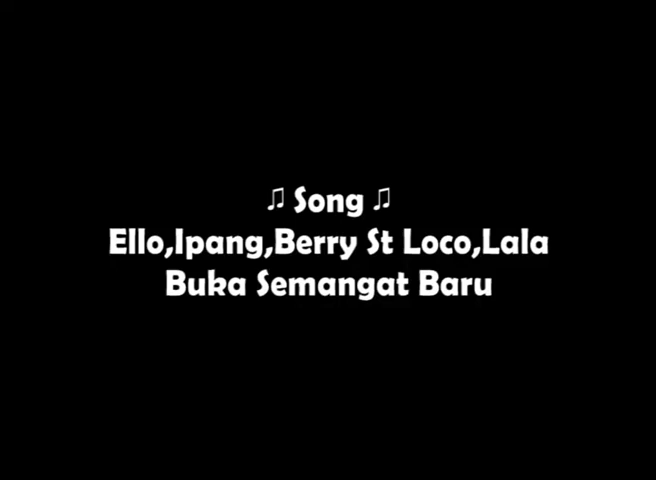 ♫ Song ♫
Ello,Ipang,Berry St Loco,Lala
Buka Semangat Baru